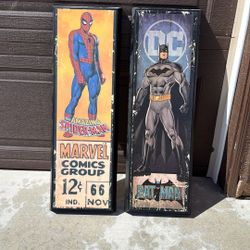 THE AMAZING
SPIDER-MAN
MARVEL
COMICS
GROUP
12¢ 66
IND. NOV
DC
BATMAN